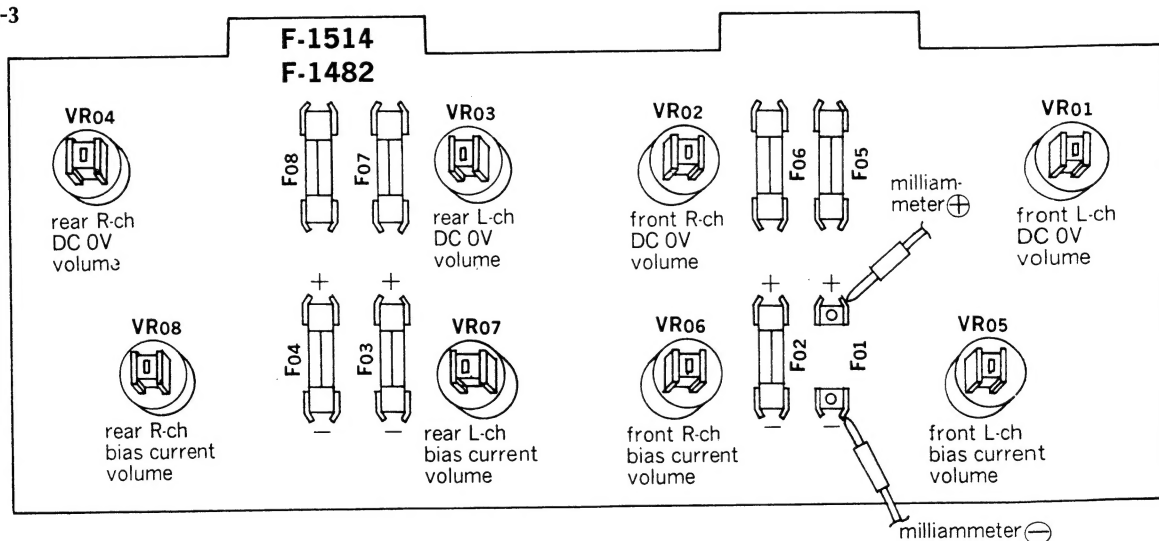 -3
F-1514
F-1482
VR04
rear R-ch
DC 0V
volume
F08
F07
VR03
rear L-ch
DC 0V
volume
VR02
front R-ch
DC 0V
volume
F06
F05
milliam-
meter⊕
VR01
front L-ch
DC 0V
volume
VR08
rear R-ch
bias current
volume
+
F04
−
+
F03
−
VR07
rear L-ch
bias current
volume
VR06
front R-ch
bias current
volume
+
F02
−
+
F01
−
VR05
front L-ch
bias current
volume
milliammeter⊖